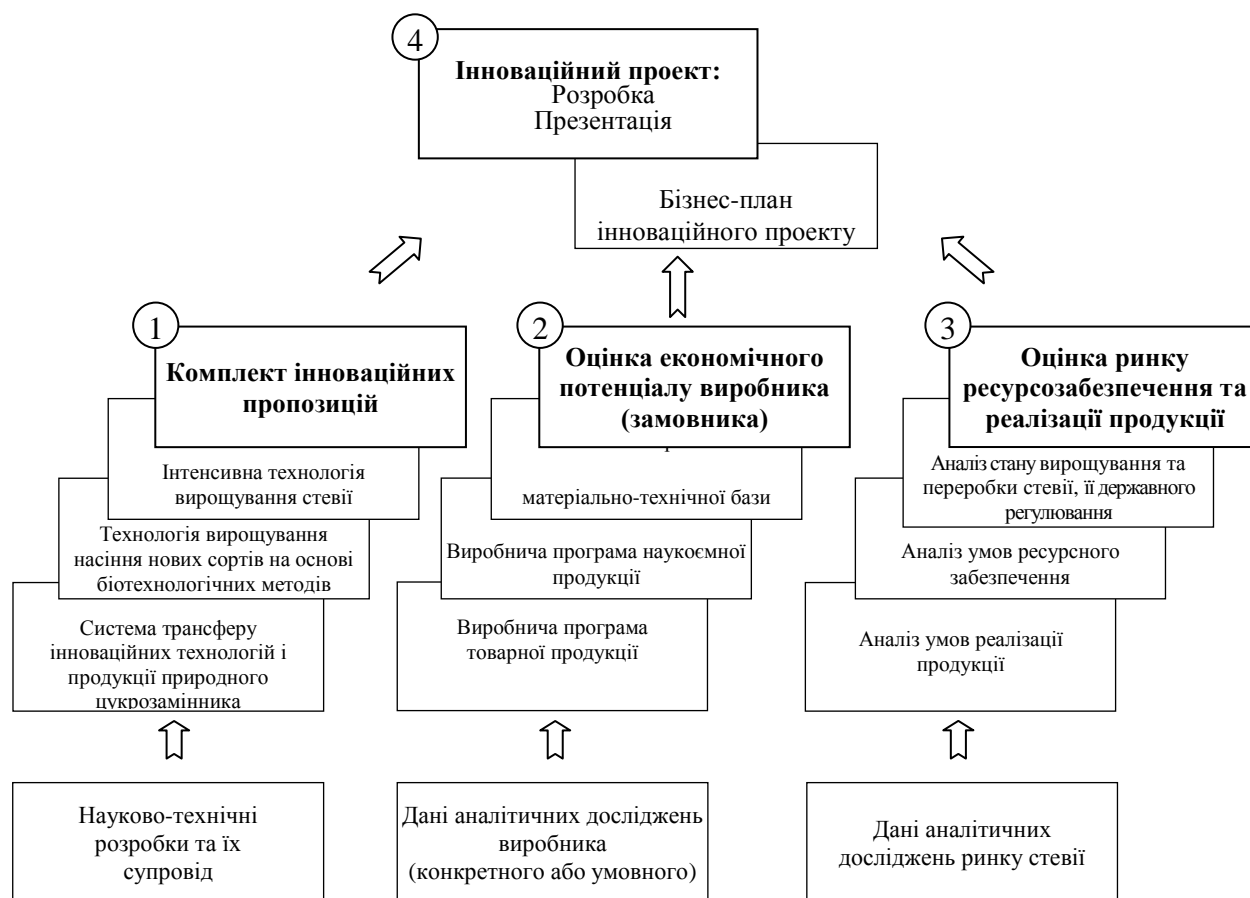 4
Інноваційний проект:
Розробка
Презентація
Бізнес-план
інноваційного проекту
1
Комплект інноваційних
пропозицій
Інтенсивна технологія
вирощування стевії
Технологія вирощування
насіння нових сортів на основі
біотехнологічних методів
Система трансферу
інноваційних технологій і
продукції природного
цукрозамінника
Науково-технічні
розробки та їх
супровід
2
Оцінка економічного
потенціалу виробника
(замовника)
матеріально-технічної бази
Виробнича програма наукоємної
продукції
Виробнича програма
товарної продукції
Дані аналітичних досліджень
виробника
(конкретного або умовного)
3
Оцінка ринку
ресурсозабезпечення та
реалізації продукції
Аналіз стану вирощування та
переробки стевії, її державного
регулювання
Аналіз умов ресурсного
забезпечення
Аналіз умов реалізації
продукції
Дані аналітичних
досліджень ринку стевії